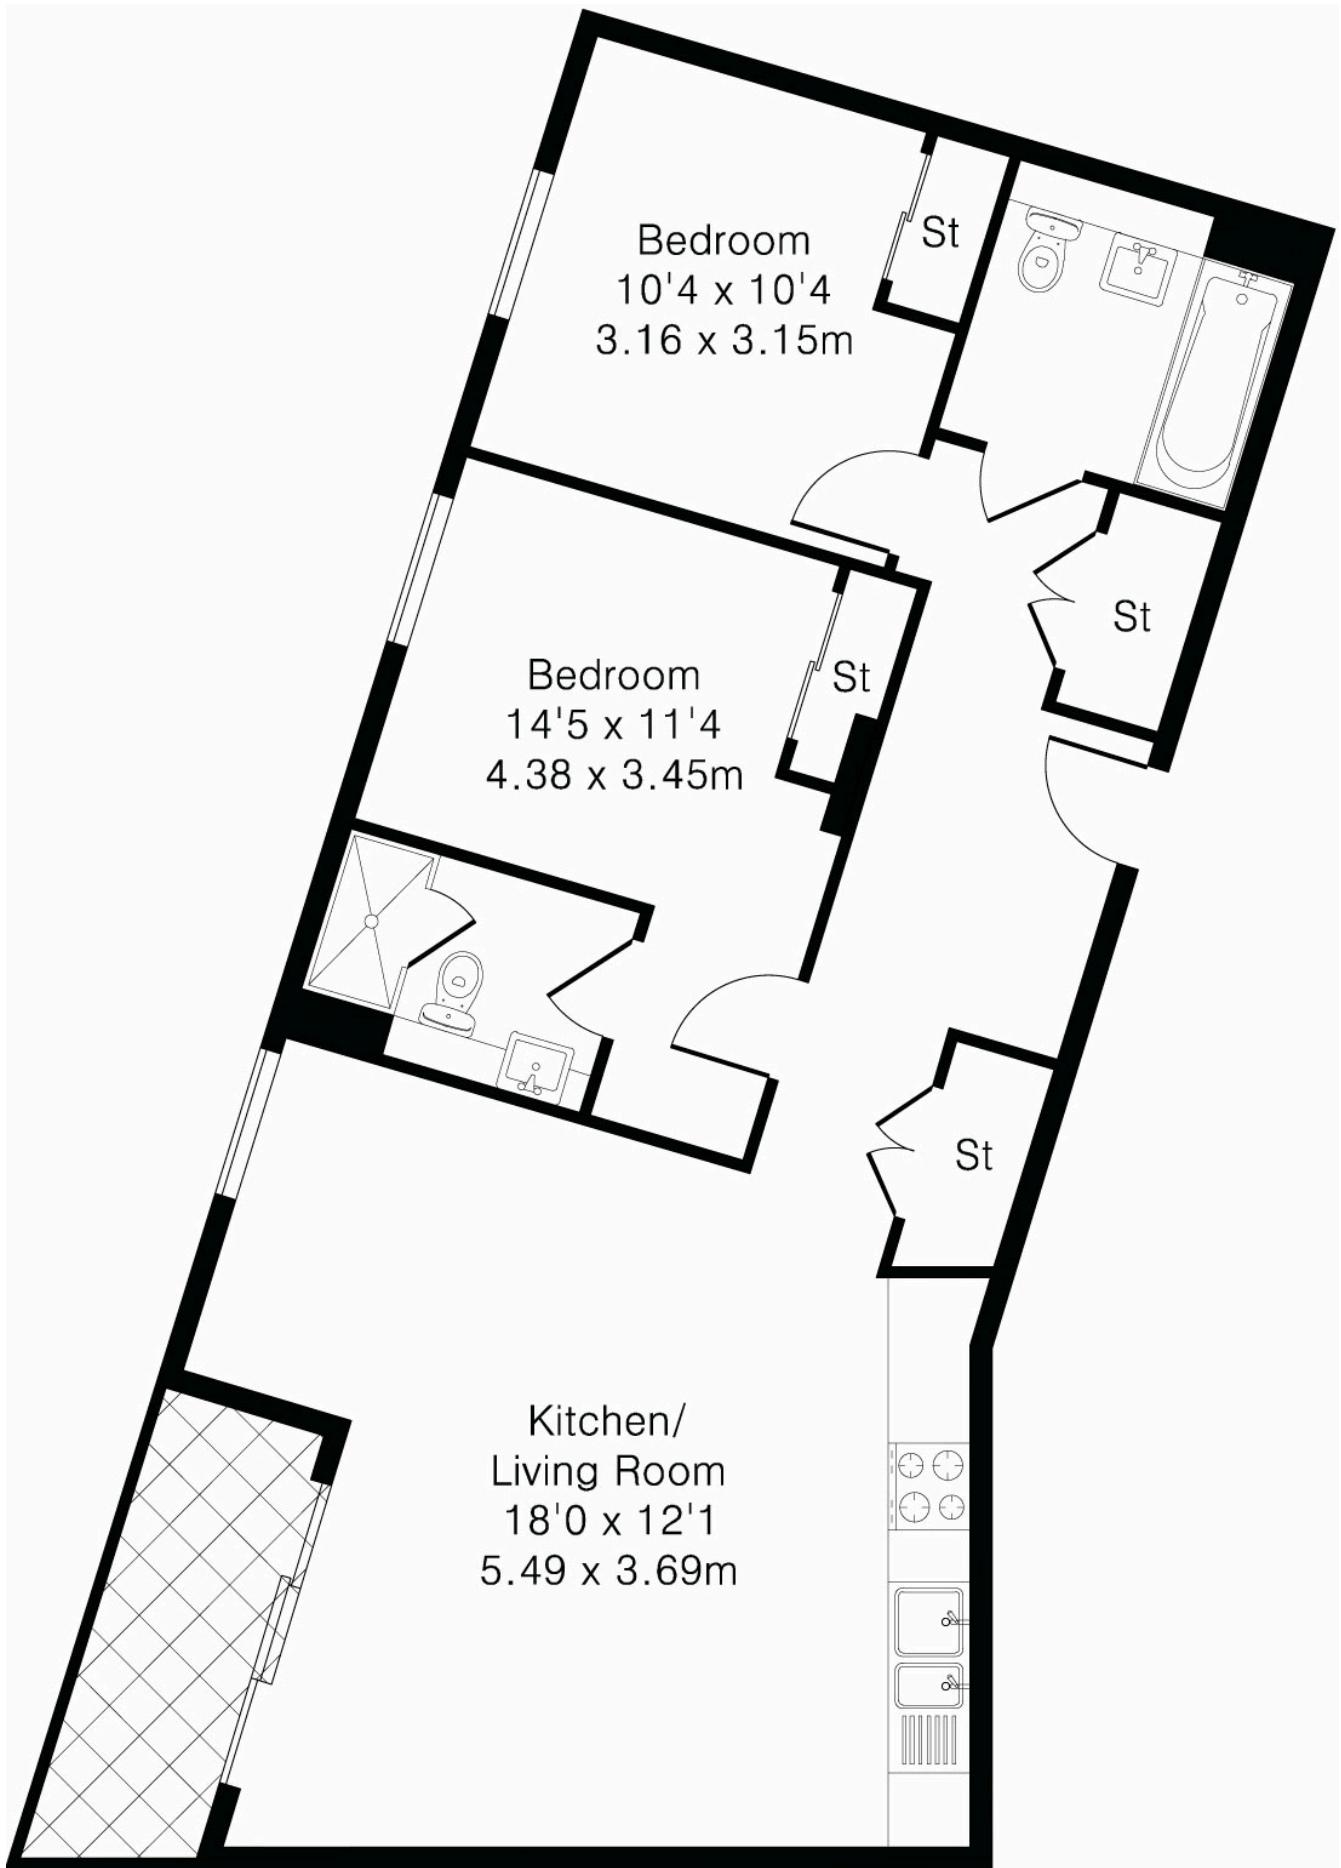 Bedroom
10'4 x 10'4
3.16 x 3.15m
St
St
Bedroom
14'5 x 11'4
4.38 x 3.45m
St
St
Kitchen/
Living Room
18'0 x 12'1
5.49 x 3.69m